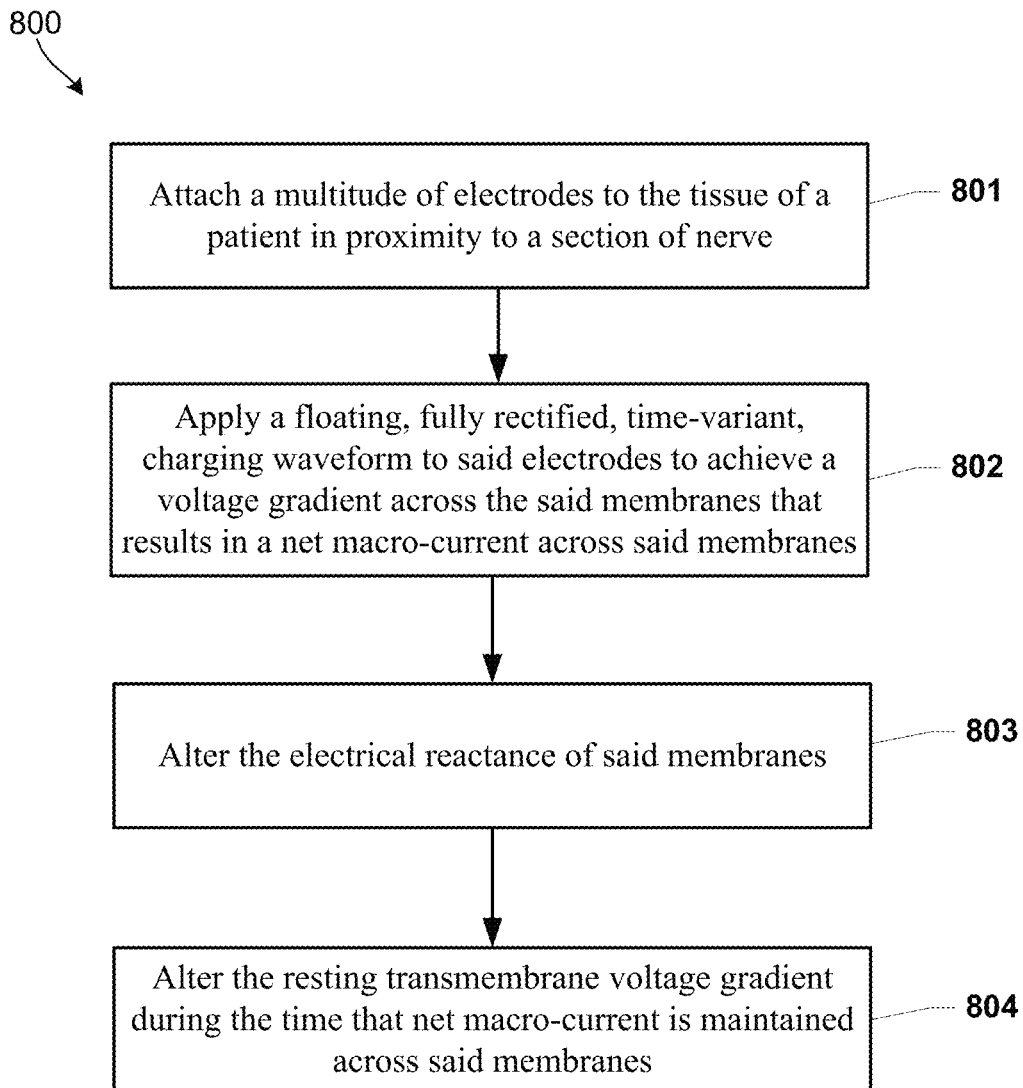 800
Attach a multitude of electrodes to the tissue of a
patient in proximity to a section of nerve
801
Apply a floating, fully rectified, time-variant,
charging waveform to said electrodes to achieve a
voltage gradient across the said membranes that
results in a net macro-current across said membranes
802
Alter the electrical reactance of said membranes
803
Alter the resting transmembrane voltage gradient
during the time that net macro-current is maintained
across said membranes
804